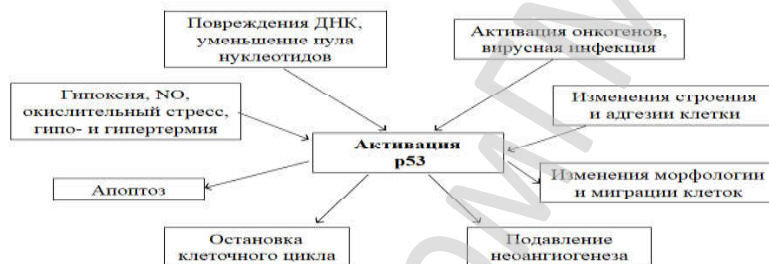 Повреждения ДНК,
уменьшение пула
нуклеотидов
Активация онкогенов,
вирусная инфекция
Гипоксия, NO,
окислительный стресс,
гипо- и гипертермия
Изменения строения
и адгезии клетки
Активация
p53
Апоптоз
Изменения морфологии
и миграции клеток
Остановка
клеточного цикла
Подавление
неоангиогенеза